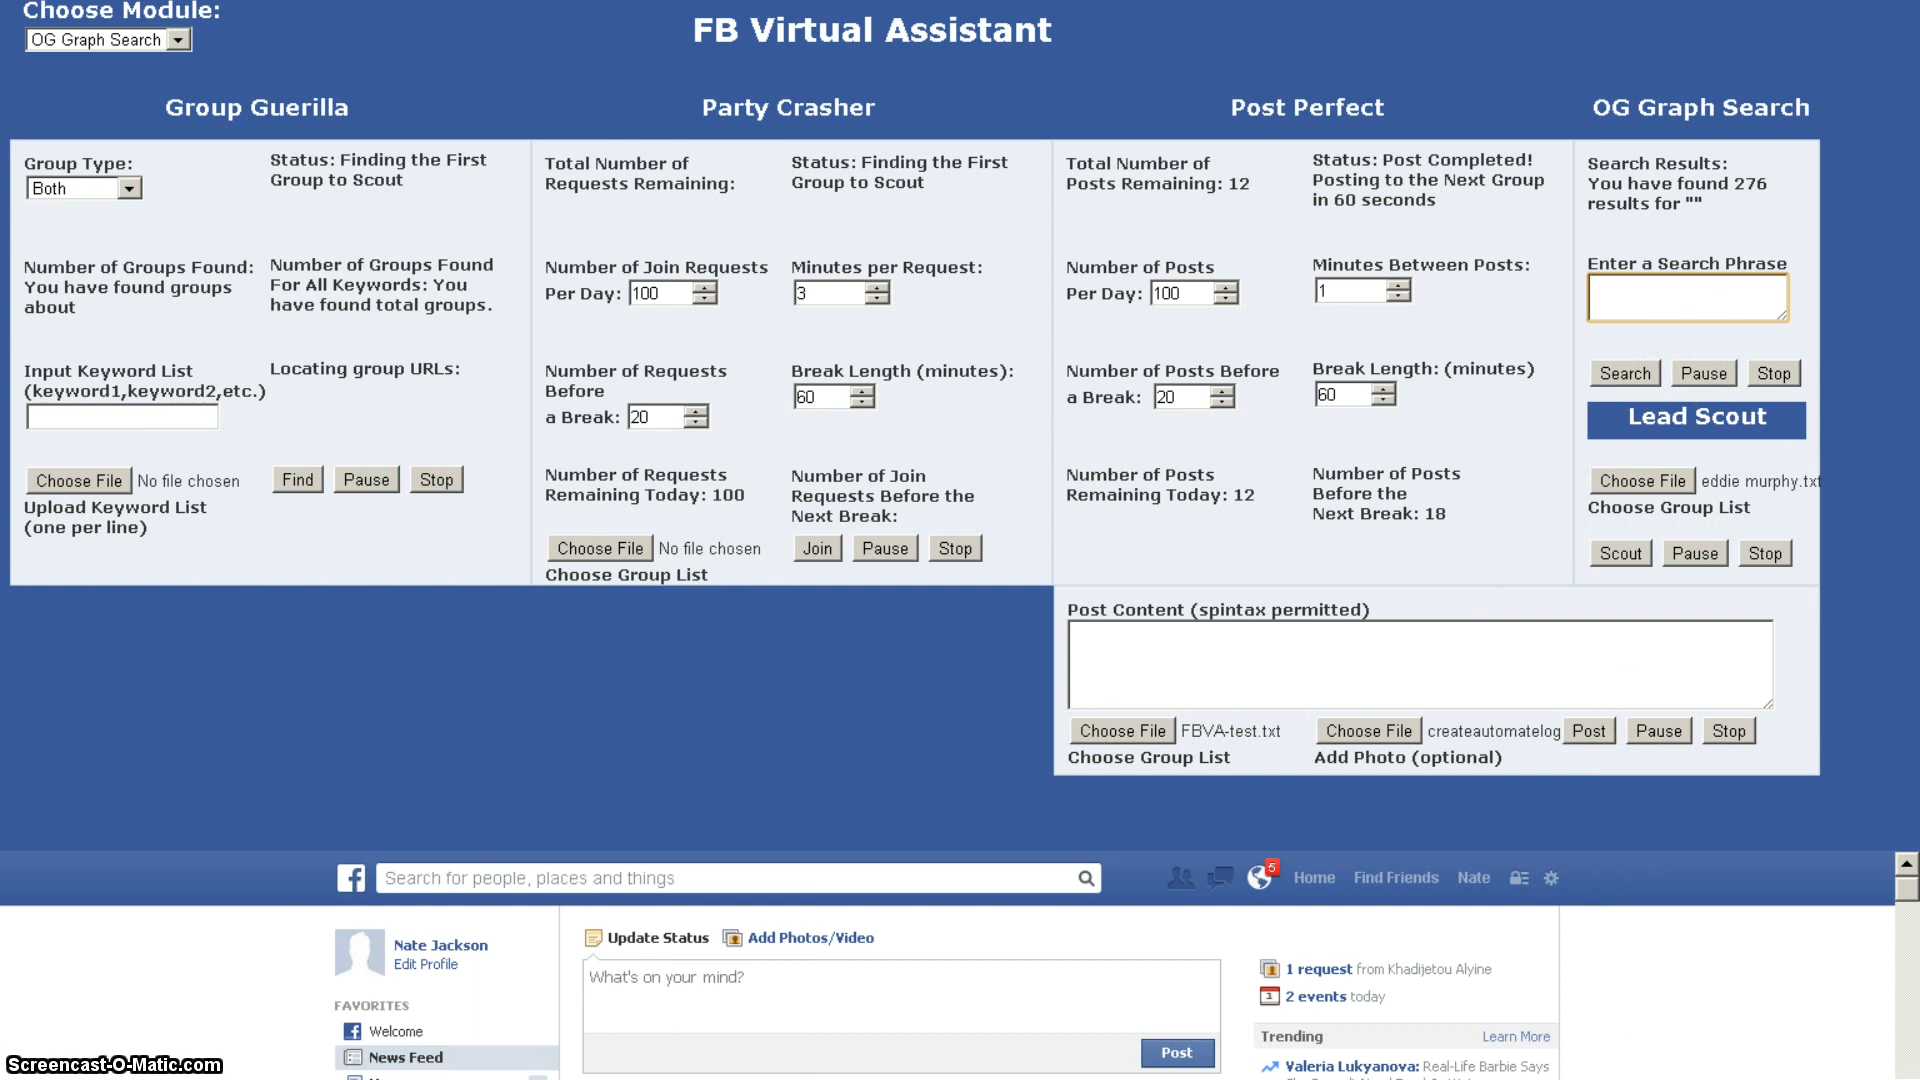 Choose Module:
OG Graph Search
FB Virtual Assistant
Group Guerilla
Party Crasher
Post Perfect
OG Graph Search
Group Type:
Both
Status: Finding the First
Group to Scout
Number of Groups Found:
You have found groups
about
Number of Groups Found
For All Keywords: You
have found total groups.
Input Keyword List
(keyword1,keyword2,etc.)
Locating group URLs:
Choose File No file chosen
Upload Keyword List
(one per line)
Find Pause Stop
Total Number of
Requests Remaining:
Status: Finding the First
Group to Scout
Number of Join Requests
Per Day: 100
Minutes per Request:
3
Number of Requests
Before
a Break: 20
Break Length (minutes):
60
Number of Requests
Remaining Today: 100
Number of Join
Requests Before the
Next Break:
Choose File No file chosen
Choose Group List
Join Pause Stop
Total Number of
Posts Remaining: 12
Status: Post Completed!
Posting to the Next Group
in 60 seconds
Number of Posts
Per Day: 100
Minutes Between Posts:
1
Number of Posts Before
a Break: 20
Break Length: (minutes)
60
Number of Posts
Remaining Today: 12
Number of Posts
Before the
Next Break: 18
Search Results:
You have found 276
results for ""
Enter a Search Phrase
Search Pause Stop
Lead Scout
Choose File eddie murphy.txt
Choose Group List
Scout Pause Stop
Post Content (spintax permitted)
Choose File FBVA-test.txt
Choose Group List
Choose File createautomatelog
Add Photo (optional)
Post Pause Stop
Search for people, places and things
5
Home Find Friends Nate
Nate Jackson
Edit Profile
FAVORITES
Welcome
News Feed
Update Status Add Photos/Video
What's on your mind?
Post
1 request from Khadijetou Alyine
2 events today
Trending Learn More
Valeria Lukyanova: Real-Life Barbie Says
Screencast-O-Matic.com